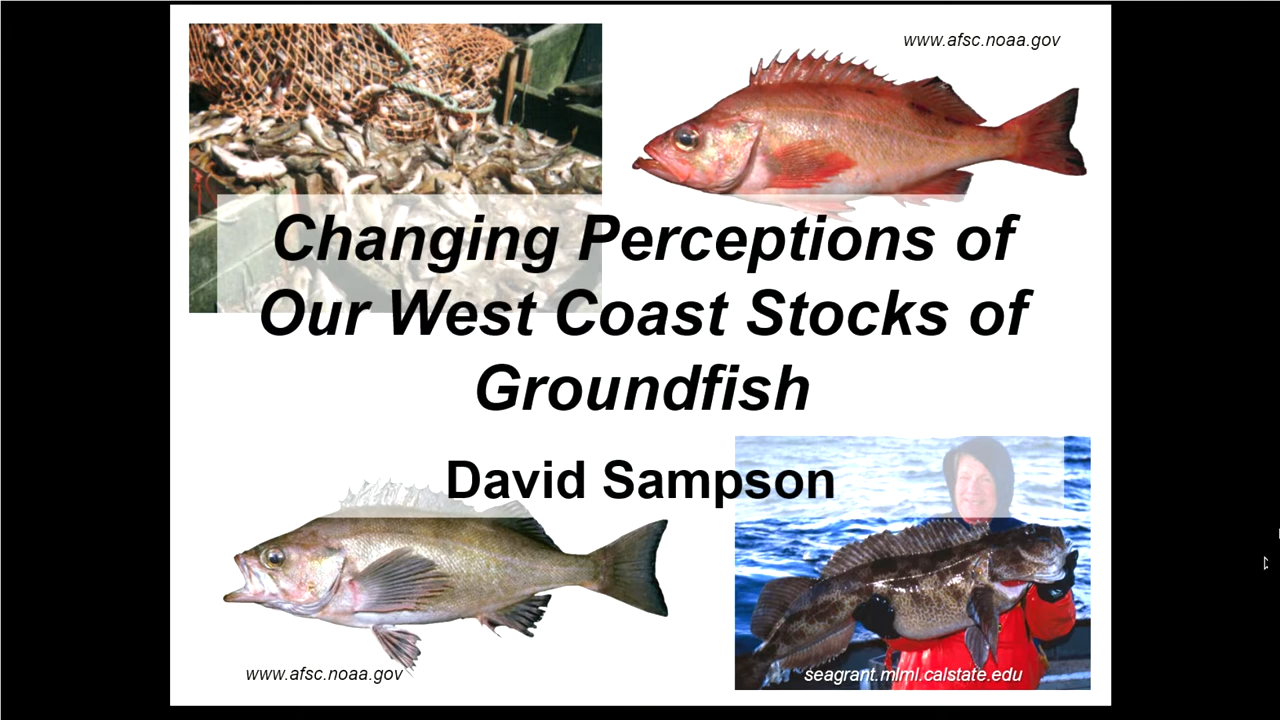 www.afsc.noaa.gov
Changing Perceptions of
Our West Coast Stocks of
Groundfish
David Sampson
www.afsc.noaa.gov
seagrant.mlml.calstate.edu